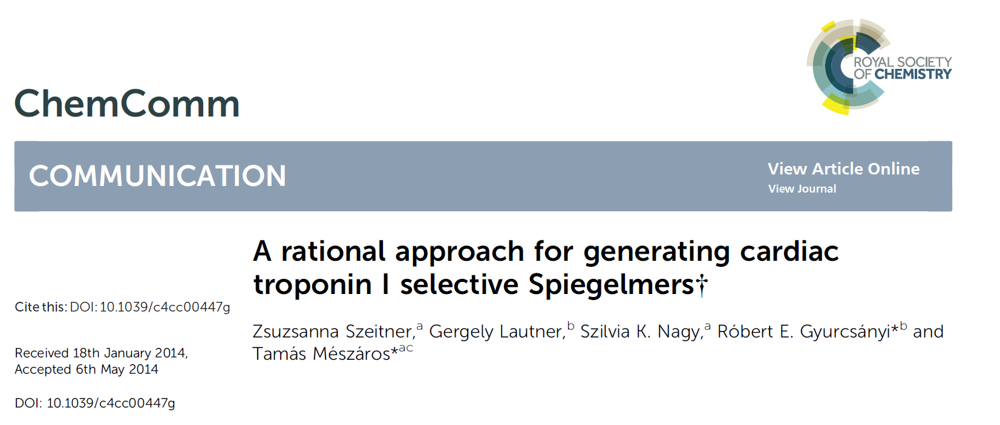 ROYAL SOCIETY
OF CHEMISTRY
ChemComm
COMMUNICATION
View Article Online
View Journal
A rational approach for generating cardiac
troponin I selective Spiegelmers†
Cite this: DOI: 10.1039/c4cc00447g
Zsuzsanna Szeitner,ᵃ Gergely Lautner,ᵇ Szilvia K. Nagy,ᵃ Róbert E. Gyurcsányi*ᵇ and
Tamás Mészáros*ᵃᶜ
Received 18th January 2014,
Accepted 6th May 2014
DOI: 10.1039/c4cc00447g